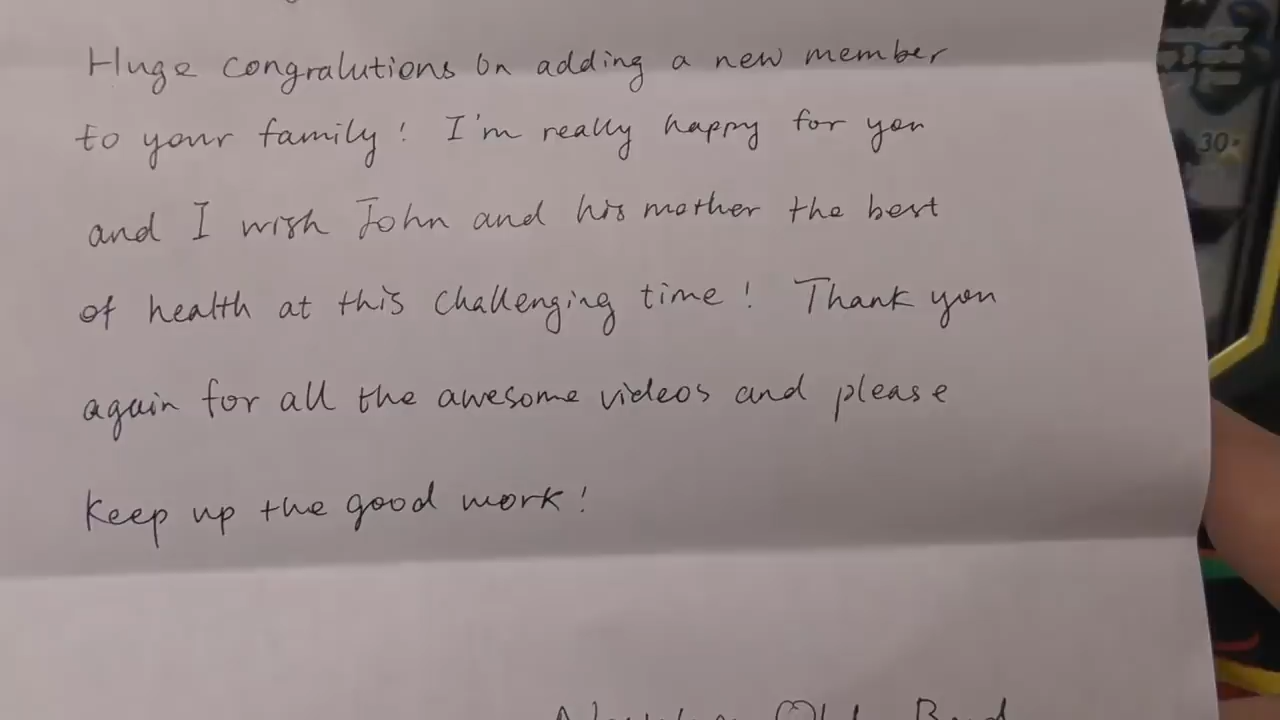 Huge congralutions on adding a new member
to your family! I'm really happy for you
and I wish John and his mother the best
of health at this challenging time! Thank you
again for all the awesome videos and please
keep up the good work!
30